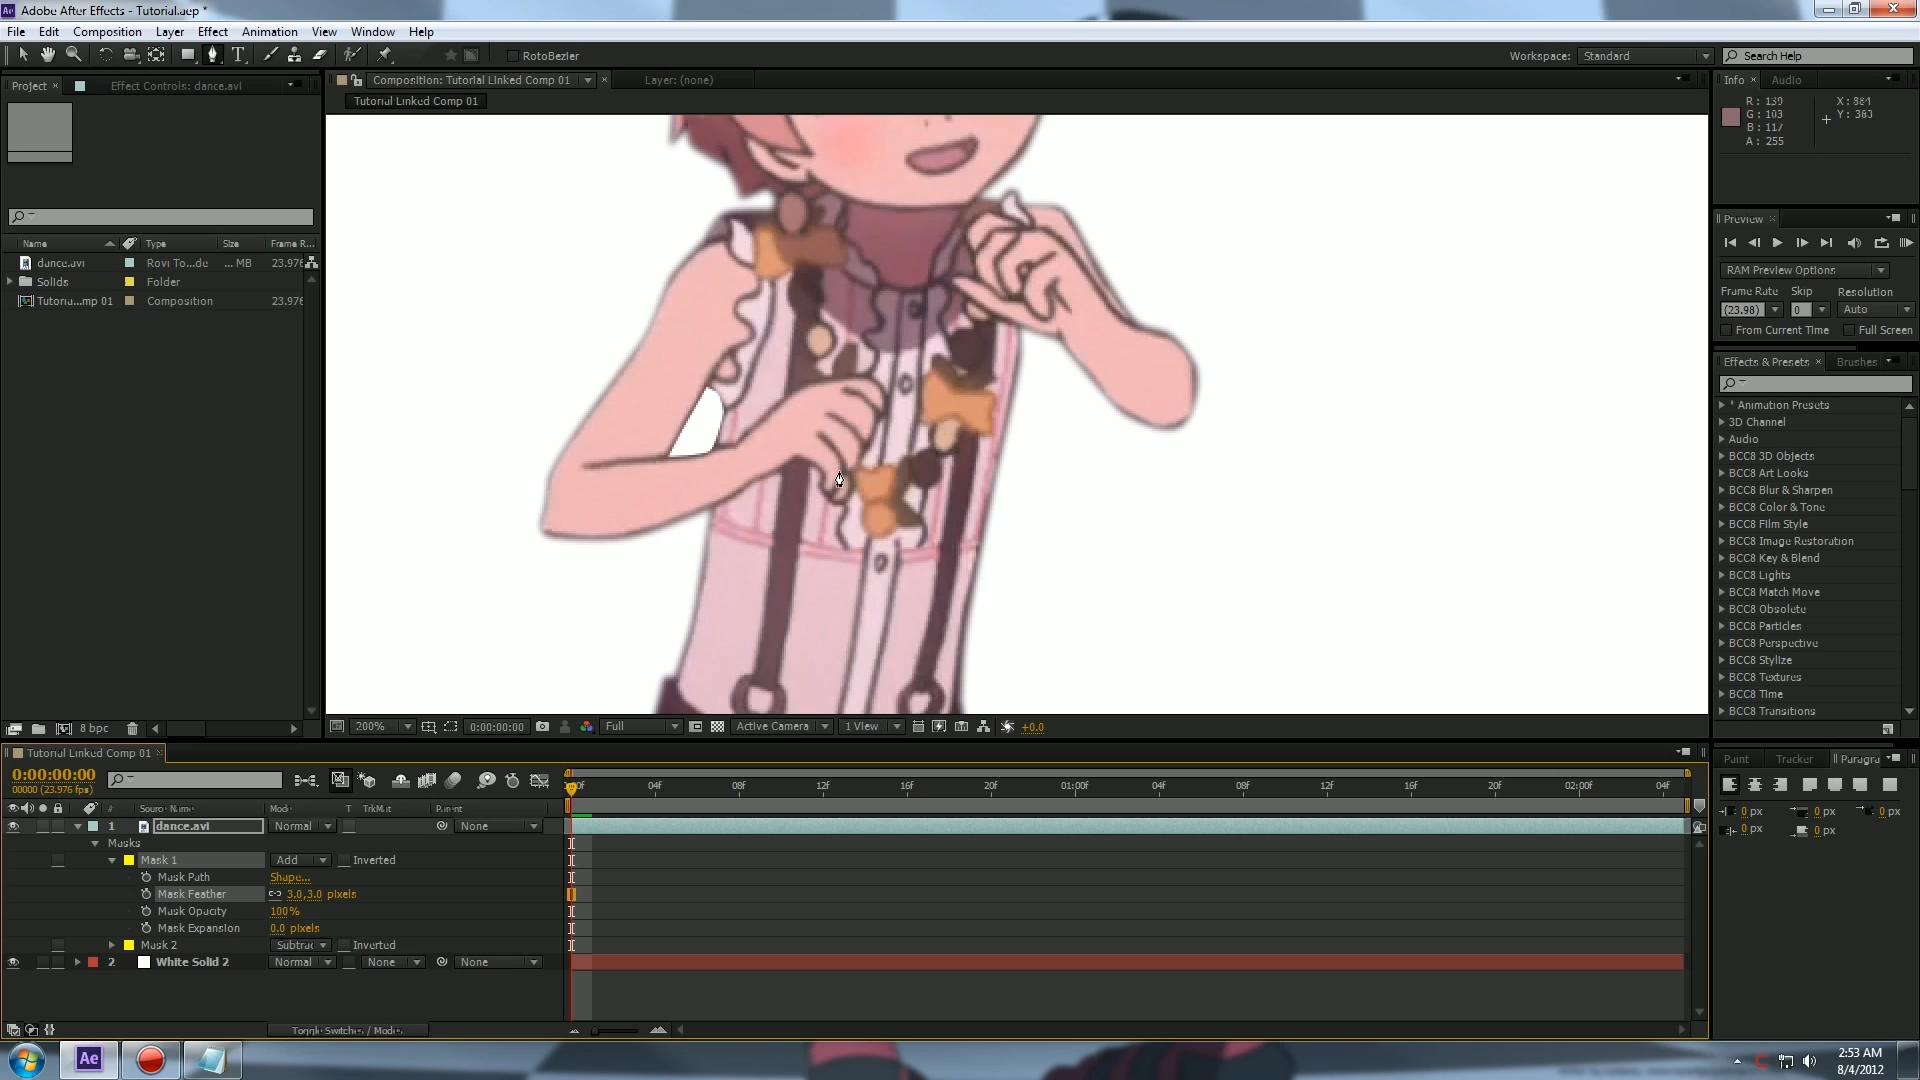 Adobe After Effects - Tutorial.aep *
File Edit Composition Layer Effect Animation View Window Help
RotoBezier
Workspace: Standard
Search Help
Project
Effect Controls: dance.avi
Composition: Tutorial Linked Comp 01
Layer: (none)
Info Audio
Tutorial Linked Comp 01
R: 139
G: 103
B: 117
A: 255
X: 884
Y: 383
Name Type Size Frame R...
dance.avi Rovi To...de ... MB 23.976
Solids Folder
Tutoria...mp 01 Composition 23.976
Preview
RAM Preview Options
Frame Rate Skip Resolution
(23.98) 0 Auto
From Current Time Full Screen
Effects & Presets Brushes
* Animation Presets
3D Channel
Audio
BCC8 3D Objects
BCC8 Art Looks
BCC8 Blur & Sharpen
BCC8 Color & Tone
BCC8 Film Style
BCC8 Image Restoration
BCC8 Key & Blend
BCC8 Lights
BCC8 Match Move
BCC8 Obsolete
BCC8 Particles
BCC8 Perspective
BCC8 Stylize
BCC8 Textures
BCC8 Time
BCC8 Transitions
8 bpc
200% 0:00:00:00 Full Active Camera 1 View +0.0
Tutorial Linked Comp 01
Paint Tracker Paragra
0:00:00:00
00000 (23.976 fps)
04f 08f 12f 16f 20f 01:00f 04f 08f 12f 16f 20f 02:00f 04f
# Source Name Mode T TrkMat Parent
1 dance.avi Normal None
Masks
Mask 1 Add Inverted
Mask Path Shape...
Mask Feather 3.0,3.0 pixels
Mask Opacity 100%
Mask Expansion 0.0 pixels
Mask 2 Subtrac Inverted
2 White Solid 2 Normal None None
0 px 0 px 0 px
0 px 0 px
Toggle Switches / Modes
Ae
2:53 AM
8/4/2012